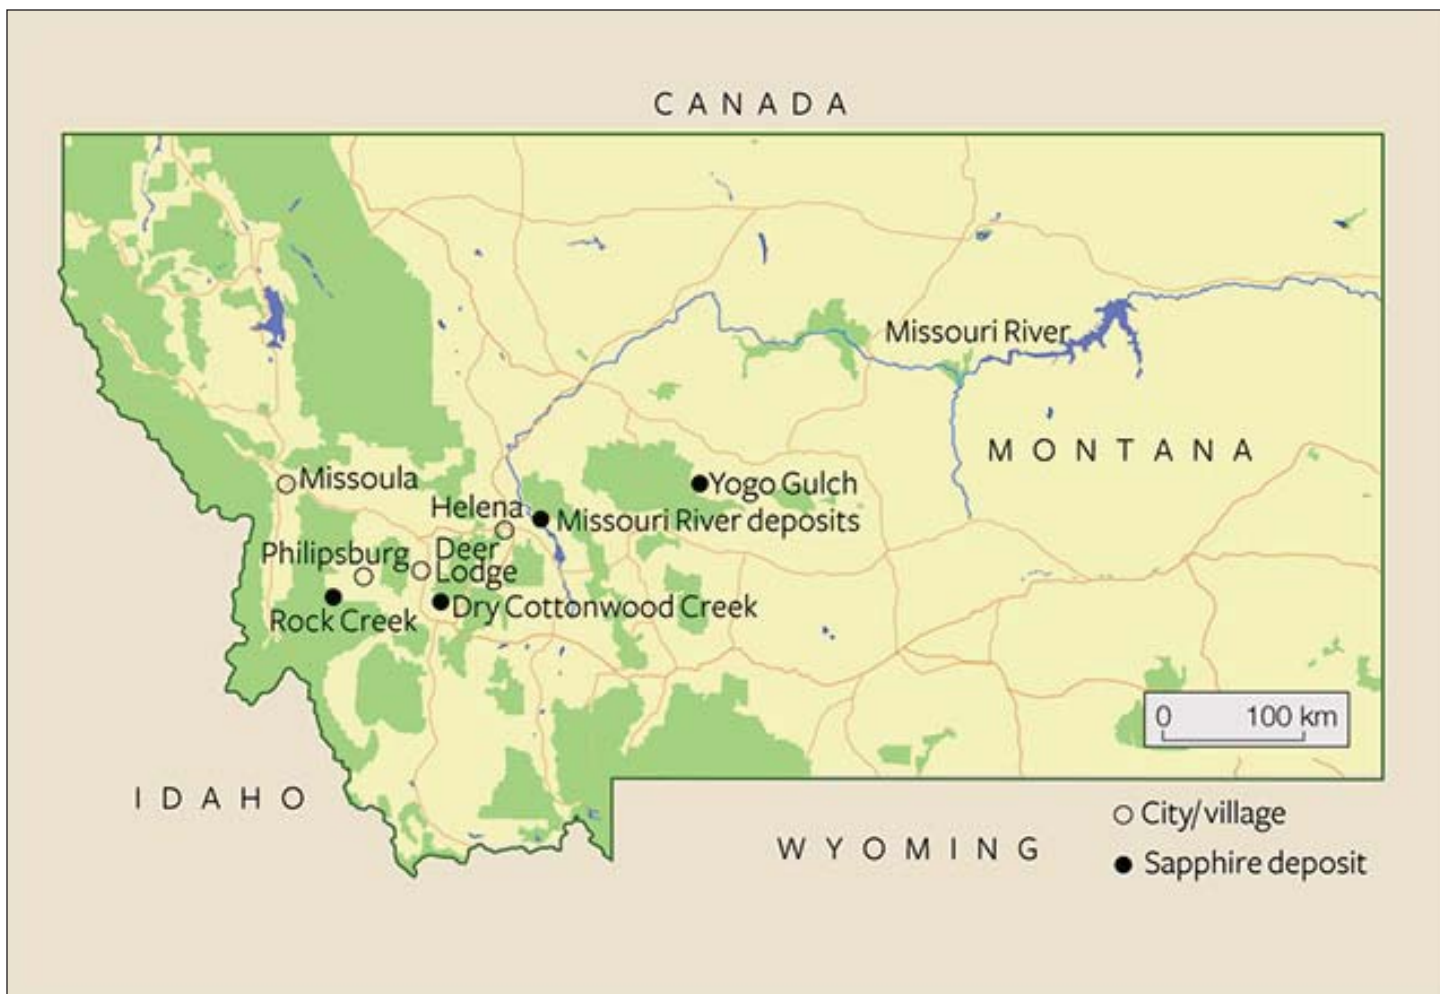 CANADA
Missouri River
MONTANA
Missoula
Yogo Gulch
Helena
Missouri River deposits
Philipsburg
Deer
Lodge
Dry Cottonwood Creek
Rock Creek
0 100 km
IDAHO
City/village
WYOMING
Sapphire deposit